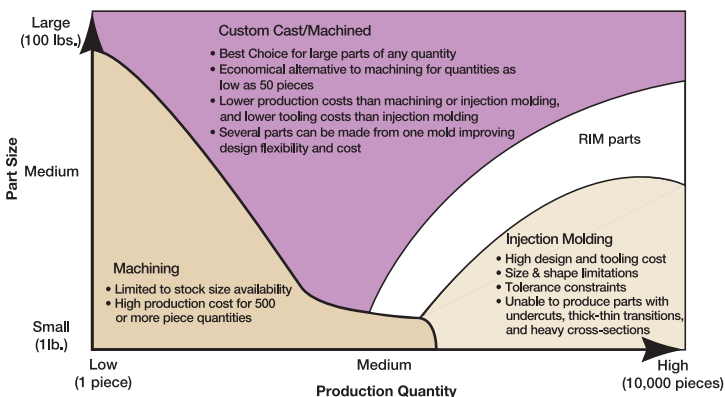 Large
(100 lbs.)
Custom Cast/Machined
• Best Choice for large parts of any quantity
• Economical alternative to machining for quantities as
low as 50 pieces
• Lower production costs than machining or injection molding,
and lower tooling costs than injection molding
• Several parts can be made from one mold improving
design flexibility and cost
RIM parts
Part Size
Medium
Machining
• Limited to stock size availability
• High production cost for 500
or more piece quantities
Injection Molding
• High design and tooling cost
• Size & shape limitations
• Tolerance constraints
• Unable to produce parts with
undercuts, thick-thin transitions,
and heavy cross-sections
Small
(1lb.)
Low
(1 piece)
Medium
High
(10,000 pieces)
Production Quantity